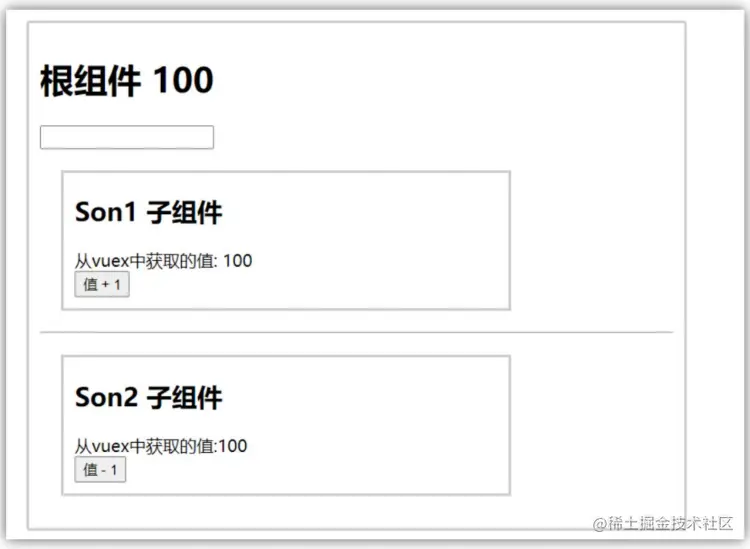 根组件 100
Son1 子组件
从vuex中获取的值: 100
值 + 1
Son2 子组件
从vuex中获取的值:100
值 - 1
@稀土掘金技术社区